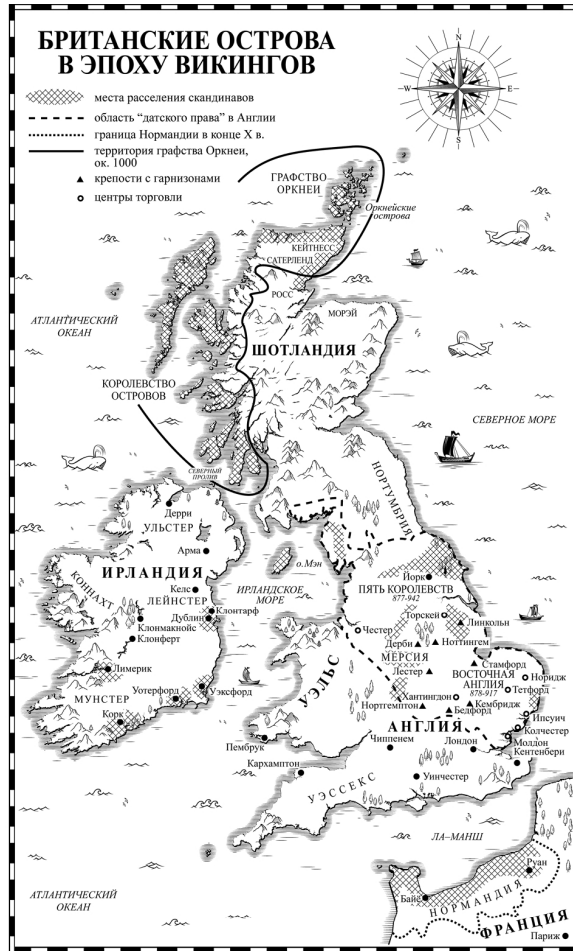 БРИТАНСКИЕ ОСТРОВА
В ЭПОХУ ВИКИНГОВ
места расселения скандинавов
область “датского права” в Англии
граница Нормандии в конце X в.
территория графства Оркнеи,
ок. 1000
крепости с гарнизонами
центры торговли
N
W
E
S
ГРАФСТВО
ОРКНЕИ
Оркнейские
острова
КЕЙТНЕСС
САТЕРЛЕНД
РОСС
МОРЭЙ
АТЛАНТИЧЕСКИЙ
ОКЕАН
ШОТЛАНДИЯ
КОРОЛЕВСТВО
ОСТРОВОВ
СЕВЕРНОЕ МОРЕ
СЕВЕРНЫЙ
ПРОЛИВ
НОРТУМБРИЯ
Дерри
УЛЬСТЕР
Арма
ИРЛАНДИЯ
о.Мэн
ИРЛАНДСКОЕ
МОРЕ
КОННАХТ
Келс
ЛЕЙНСТЕР
Клонтарф
Дублин
Клонмакнойс
Клонферт
Лимерик
МУНСТЕР
Уотерфорд
Уэксфорд
Корк
Йорк
ПЯТЬ КОРОЛЕВСТВ
877-942
Торскей
Линкольн
Честер
Дерби
Ноттингем
МЕРСИЯ
Стамфорд
Лестер
ВОСТОЧНАЯ
АНГЛИЯ
878-917
Норидж
Тетфорд
Хантингдон
Кембридж
Нортгемптон
Бедфорд
Ипсуич
УЭЛЬС
АНГЛИЯ
Колчестер
Молдон
Кентенбери
Чиппенем
Лондон
Пембрук
Кархамптон
Уинчестер
УЭССЕКС
ЛА–МАНШ
Руан
Байё
НОРМАНДИЯ
ФРАНЦИЯ
Париж
АТЛАНТИЧЕСКИЙ
ОКЕАН